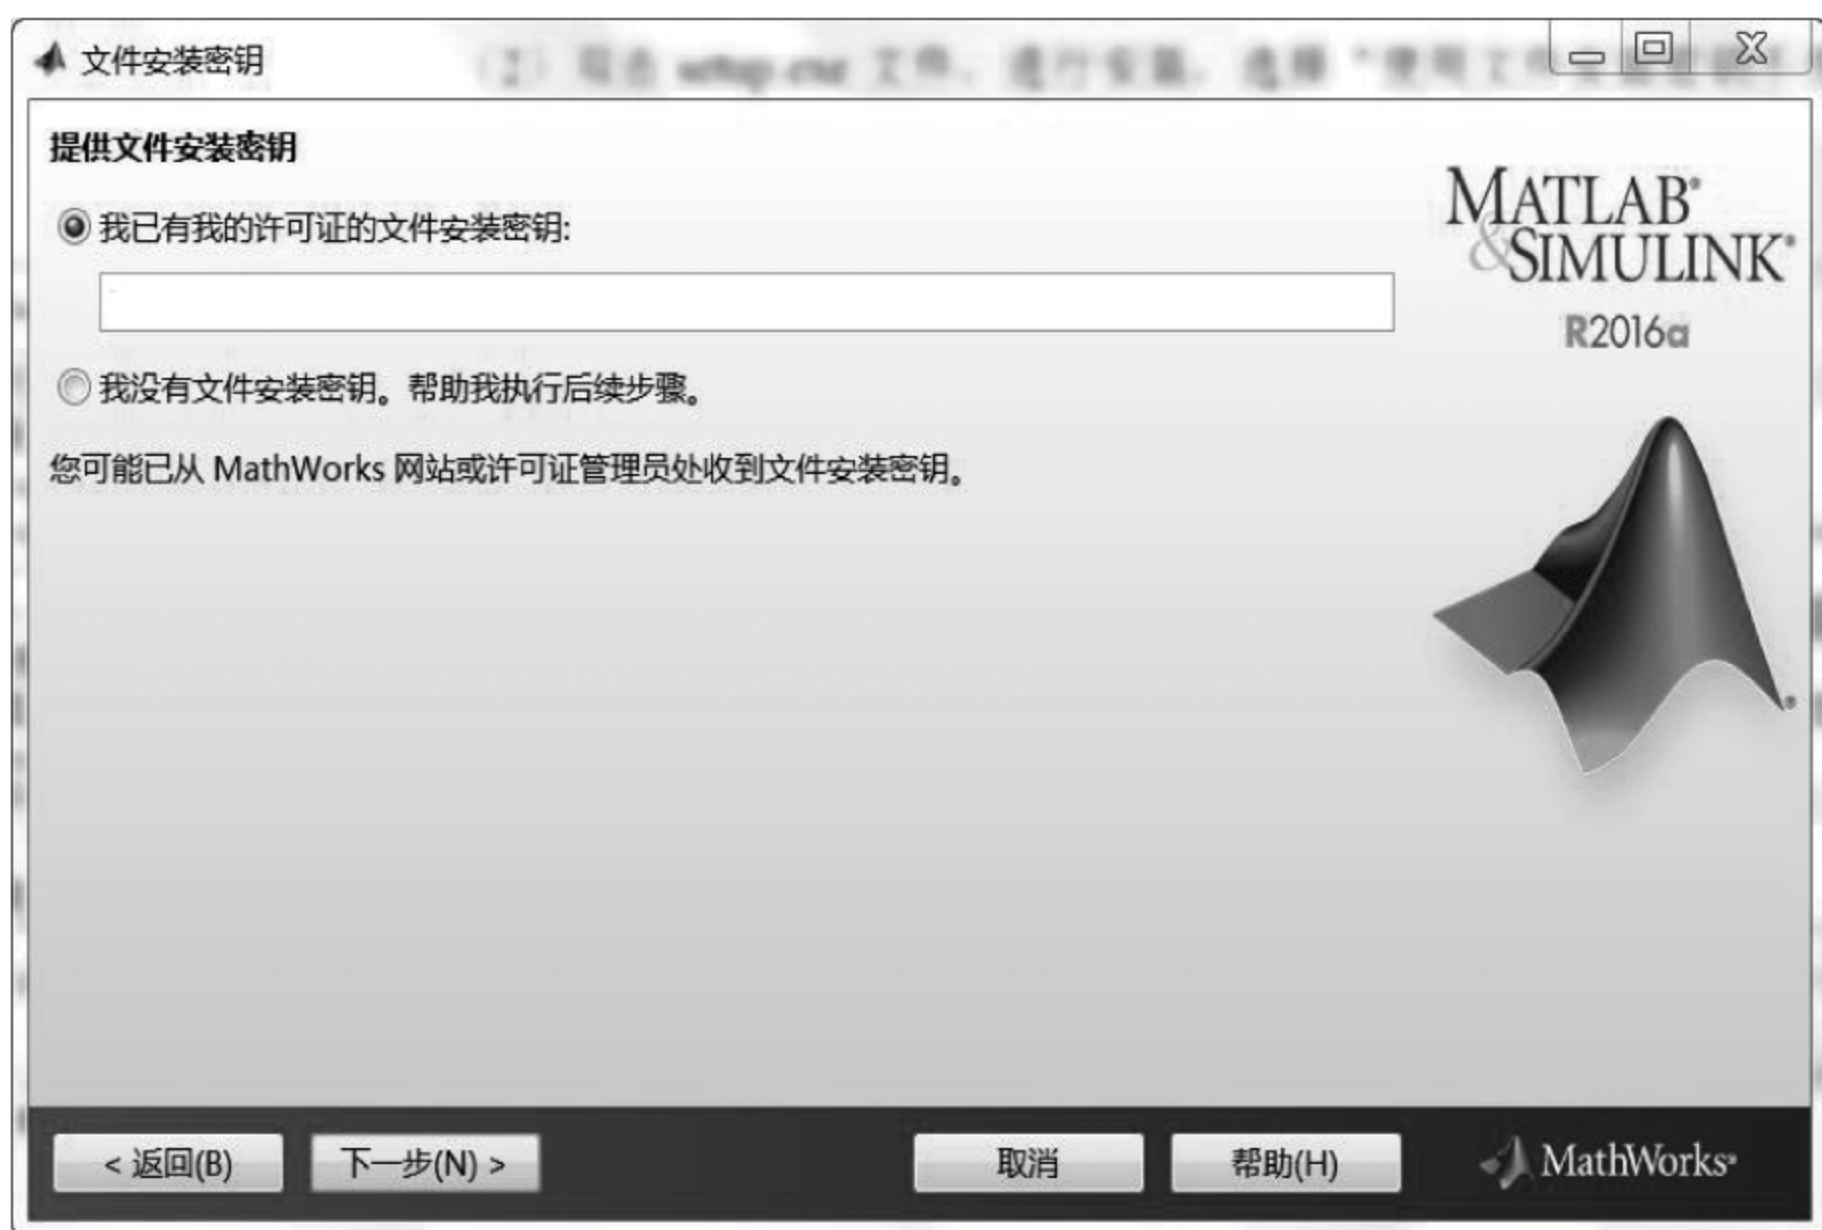 文件安装密钥
提供文件安装密钥
我已有我的许可证的文件安装密钥:
我没有文件安装密钥。帮助我执行后续步骤。
您可能已从 MathWorks 网站或许可证管理员处收到文件安装密钥。
MATLAB®
&SIMULINK®
R2016a
< 返回(B)
下一步(N) >
取消
帮助(H)
MathWorks®